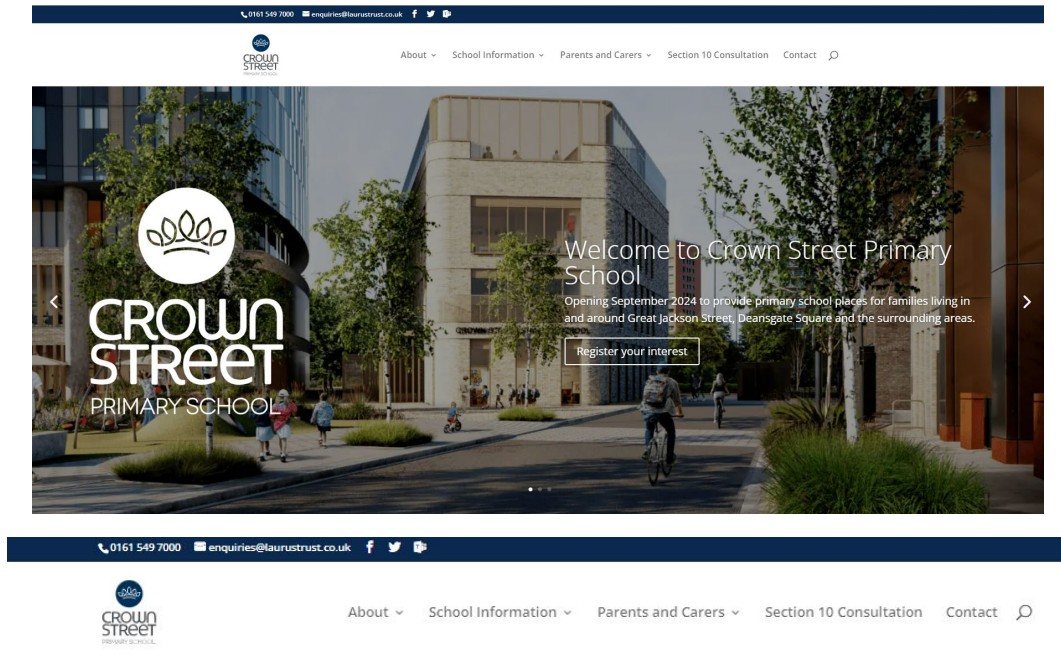 0161 549 7000 enquiries@laurustrust.co.uk
CROWN
STREET
PRIMARY SCHOOL
About School Information Parents and Carers Section 10 Consultation Contact
CROWN
STREET
PRIMARY SCHOOL
Welcome to Crown Street Primary
School
Opening September 2024 to provide primary school places for families living in
and around Great Jackson Street, Deansgate Square and the surrounding areas.
Register your interest
0161 549 7000 enquiries@laurustrust.co.uk
CROWN
STREET
PRIMARY SCHOOL
About School Information Parents and Carers Section 10 Consultation Contact